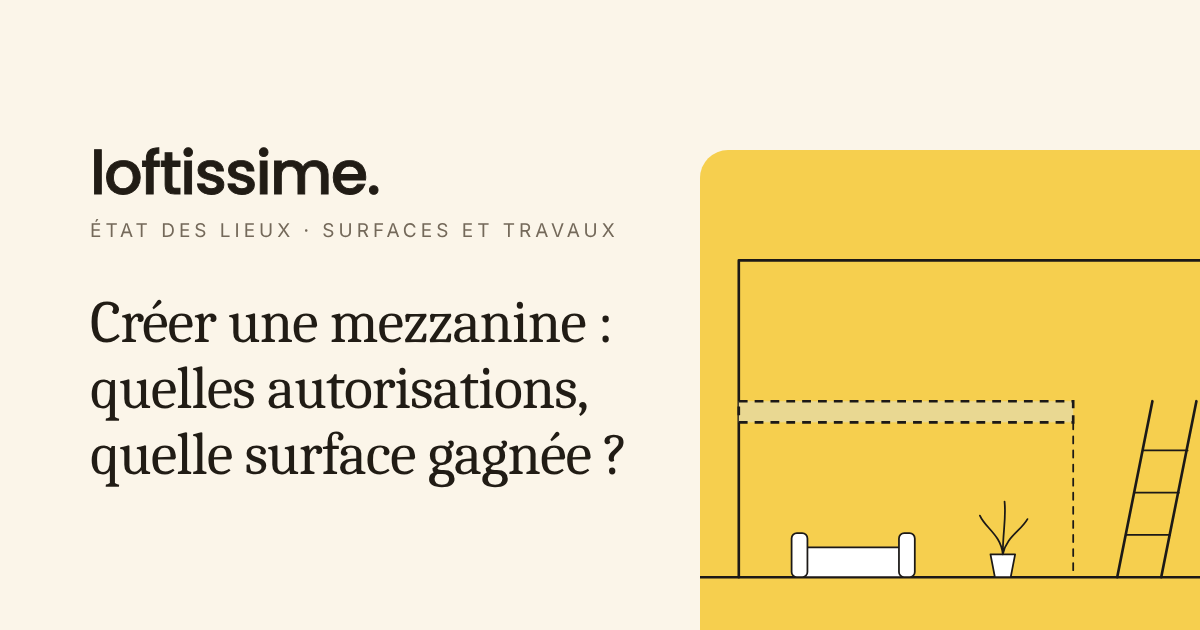 loftissime.
ÉTAT DES LIEUX · SURFACES ET TRAVAUX
Créer une mezzanine :
quelles autorisations,
quelle surface gagnée ?